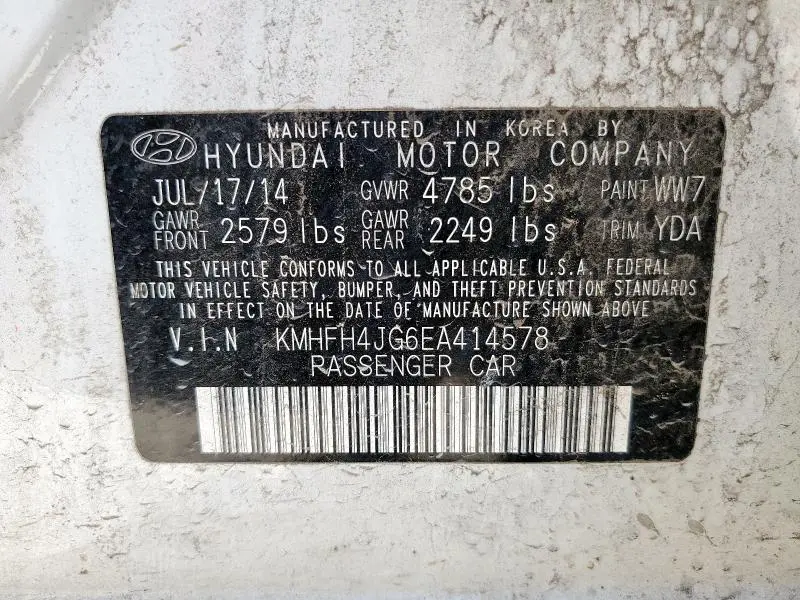 MANUFACTURED IN KOREA BY
HYUNDAI MOTOR COMPANY
JUL/17/14 GVWR 4785 lbs PAINT WW7
GAWR FRONT 2579 lbs GAWR REAR 2249 lbs TRIM YDA
THIS VEHICLE CONFORMS TO ALL APPLICABLE U.S.A. FEDERAL
MOTOR VEHICLE SAFETY, BUMPER, AND THEFT PREVENTION STANDARDS
IN EFFECT ON THE DATE OF MANUFACTURE SHOWN ABOVE.
V.I.N KMHFH4JG6EA414578
PASSENGER CAR